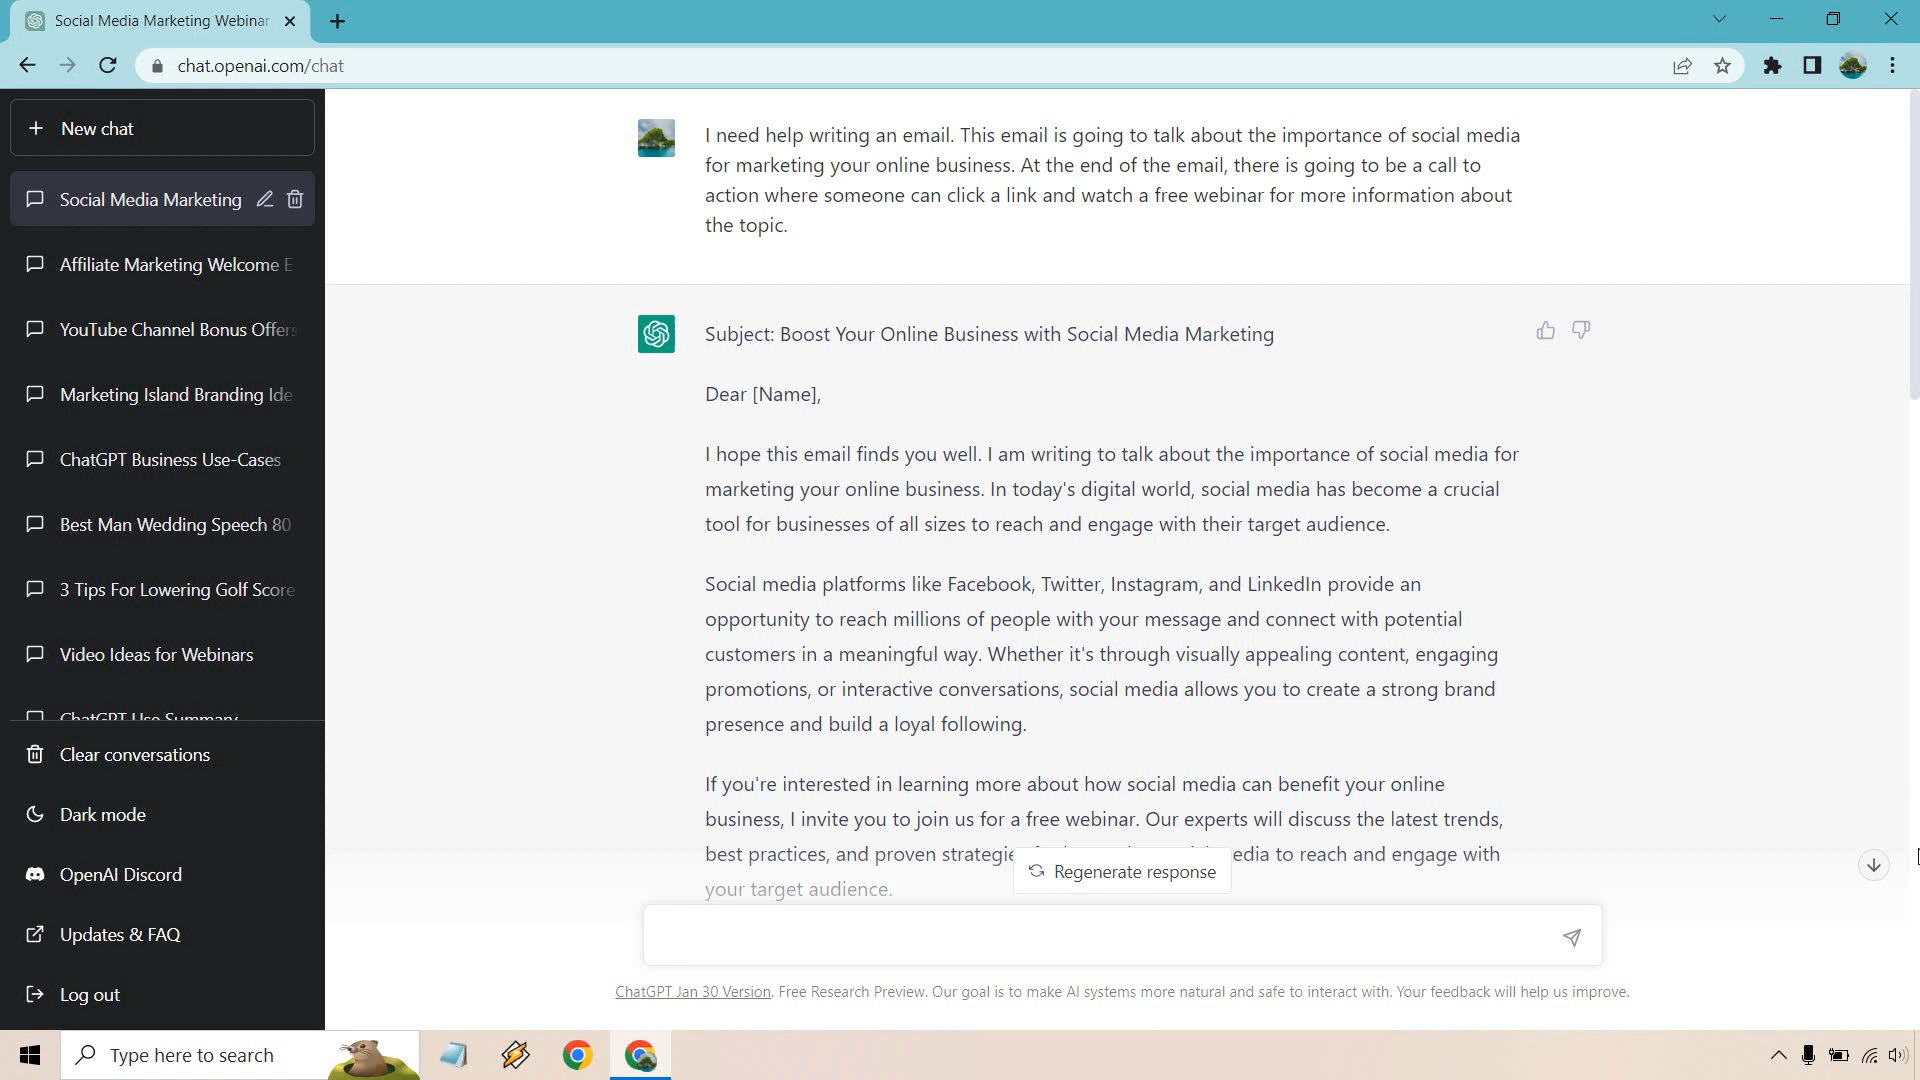 Social Media Marketing Webinar
chat.openai.com/chat
New chat
Social Media Marketing
Affiliate Marketing Welcome E
YouTube Channel Bonus Offers
Marketing Island Branding Ide
ChatGPT Business Use-Cases
Best Man Wedding Speech 80
3 Tips For Lowering Golf Score
Video Ideas for Webinars
ChatGPT Use Summary
Clear conversations
Dark mode
OpenAI Discord
Updates & FAQ
Log out
I need help writing an email. This email is going to talk about the importance of social media
for marketing your online business. At the end of the email, there is going to be a call to
action where someone can click a link and watch a free webinar for more information about
the topic.
Subject: Boost Your Online Business with Social Media Marketing
Dear [Name],
I hope this email finds you well. I am writing to talk about the importance of social media for
marketing your online business. In today's digital world, social media has become a crucial
tool for businesses of all sizes to reach and engage with their target audience.
Social media platforms like Facebook, Twitter, Instagram, and LinkedIn provide an
opportunity to reach millions of people with your message and connect with potential
customers in a meaningful way. Whether it's through visually appealing content, engaging
promotions, or interactive conversations, social media allows you to create a strong brand
presence and build a loyal following.
If you're interested in learning more about how social media can benefit your online
business, I invite you to join us for a free webinar. Our experts will discuss the latest trends,
best practices, and proven strategie edia to reach and engage with
your target audience.
Regenerate response
ChatGPT Jan 30 Version. Free Research Preview. Our goal is to make AI systems more natural and safe to interact with. Your feedback will help us improve.
Type here to search